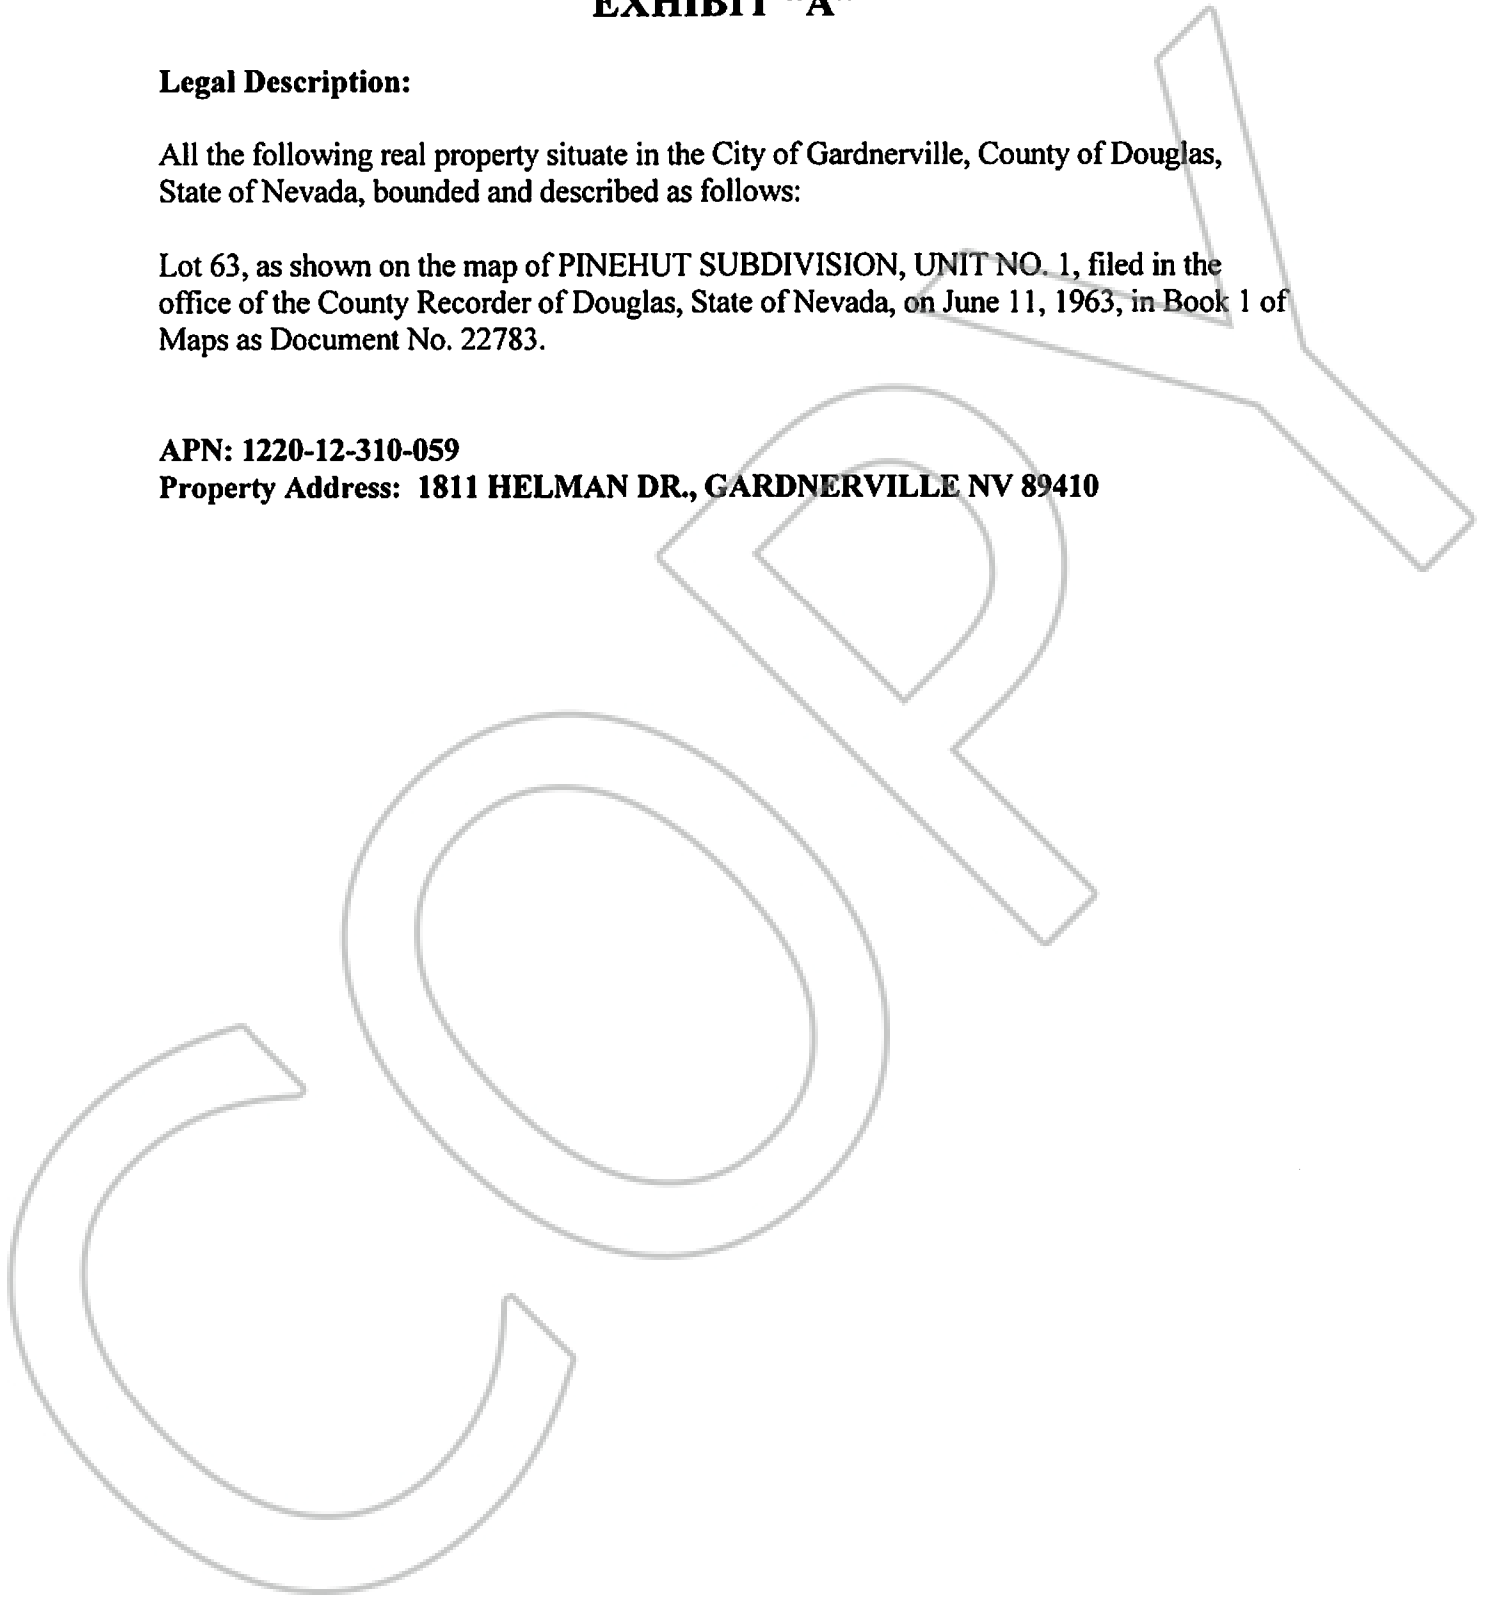 EXHIBIT "A"
Legal Description:
All the following real property situate in the City of Gardnerville, County of Douglas,
State of Nevada, bounded and described as follows:
Lot 63, as shown on the map of PINEHUT SUBDIVISION, UNIT NO. 1, filed in the
office of the County Recorder of Douglas, State of Nevada, on June 11, 1963, in Book 1 of
Maps as Document No. 22783.
APN: 1220-12-310-059
Property Address: 1811 HELMAN DR., GARDNERVILLE NV 89410
COPY